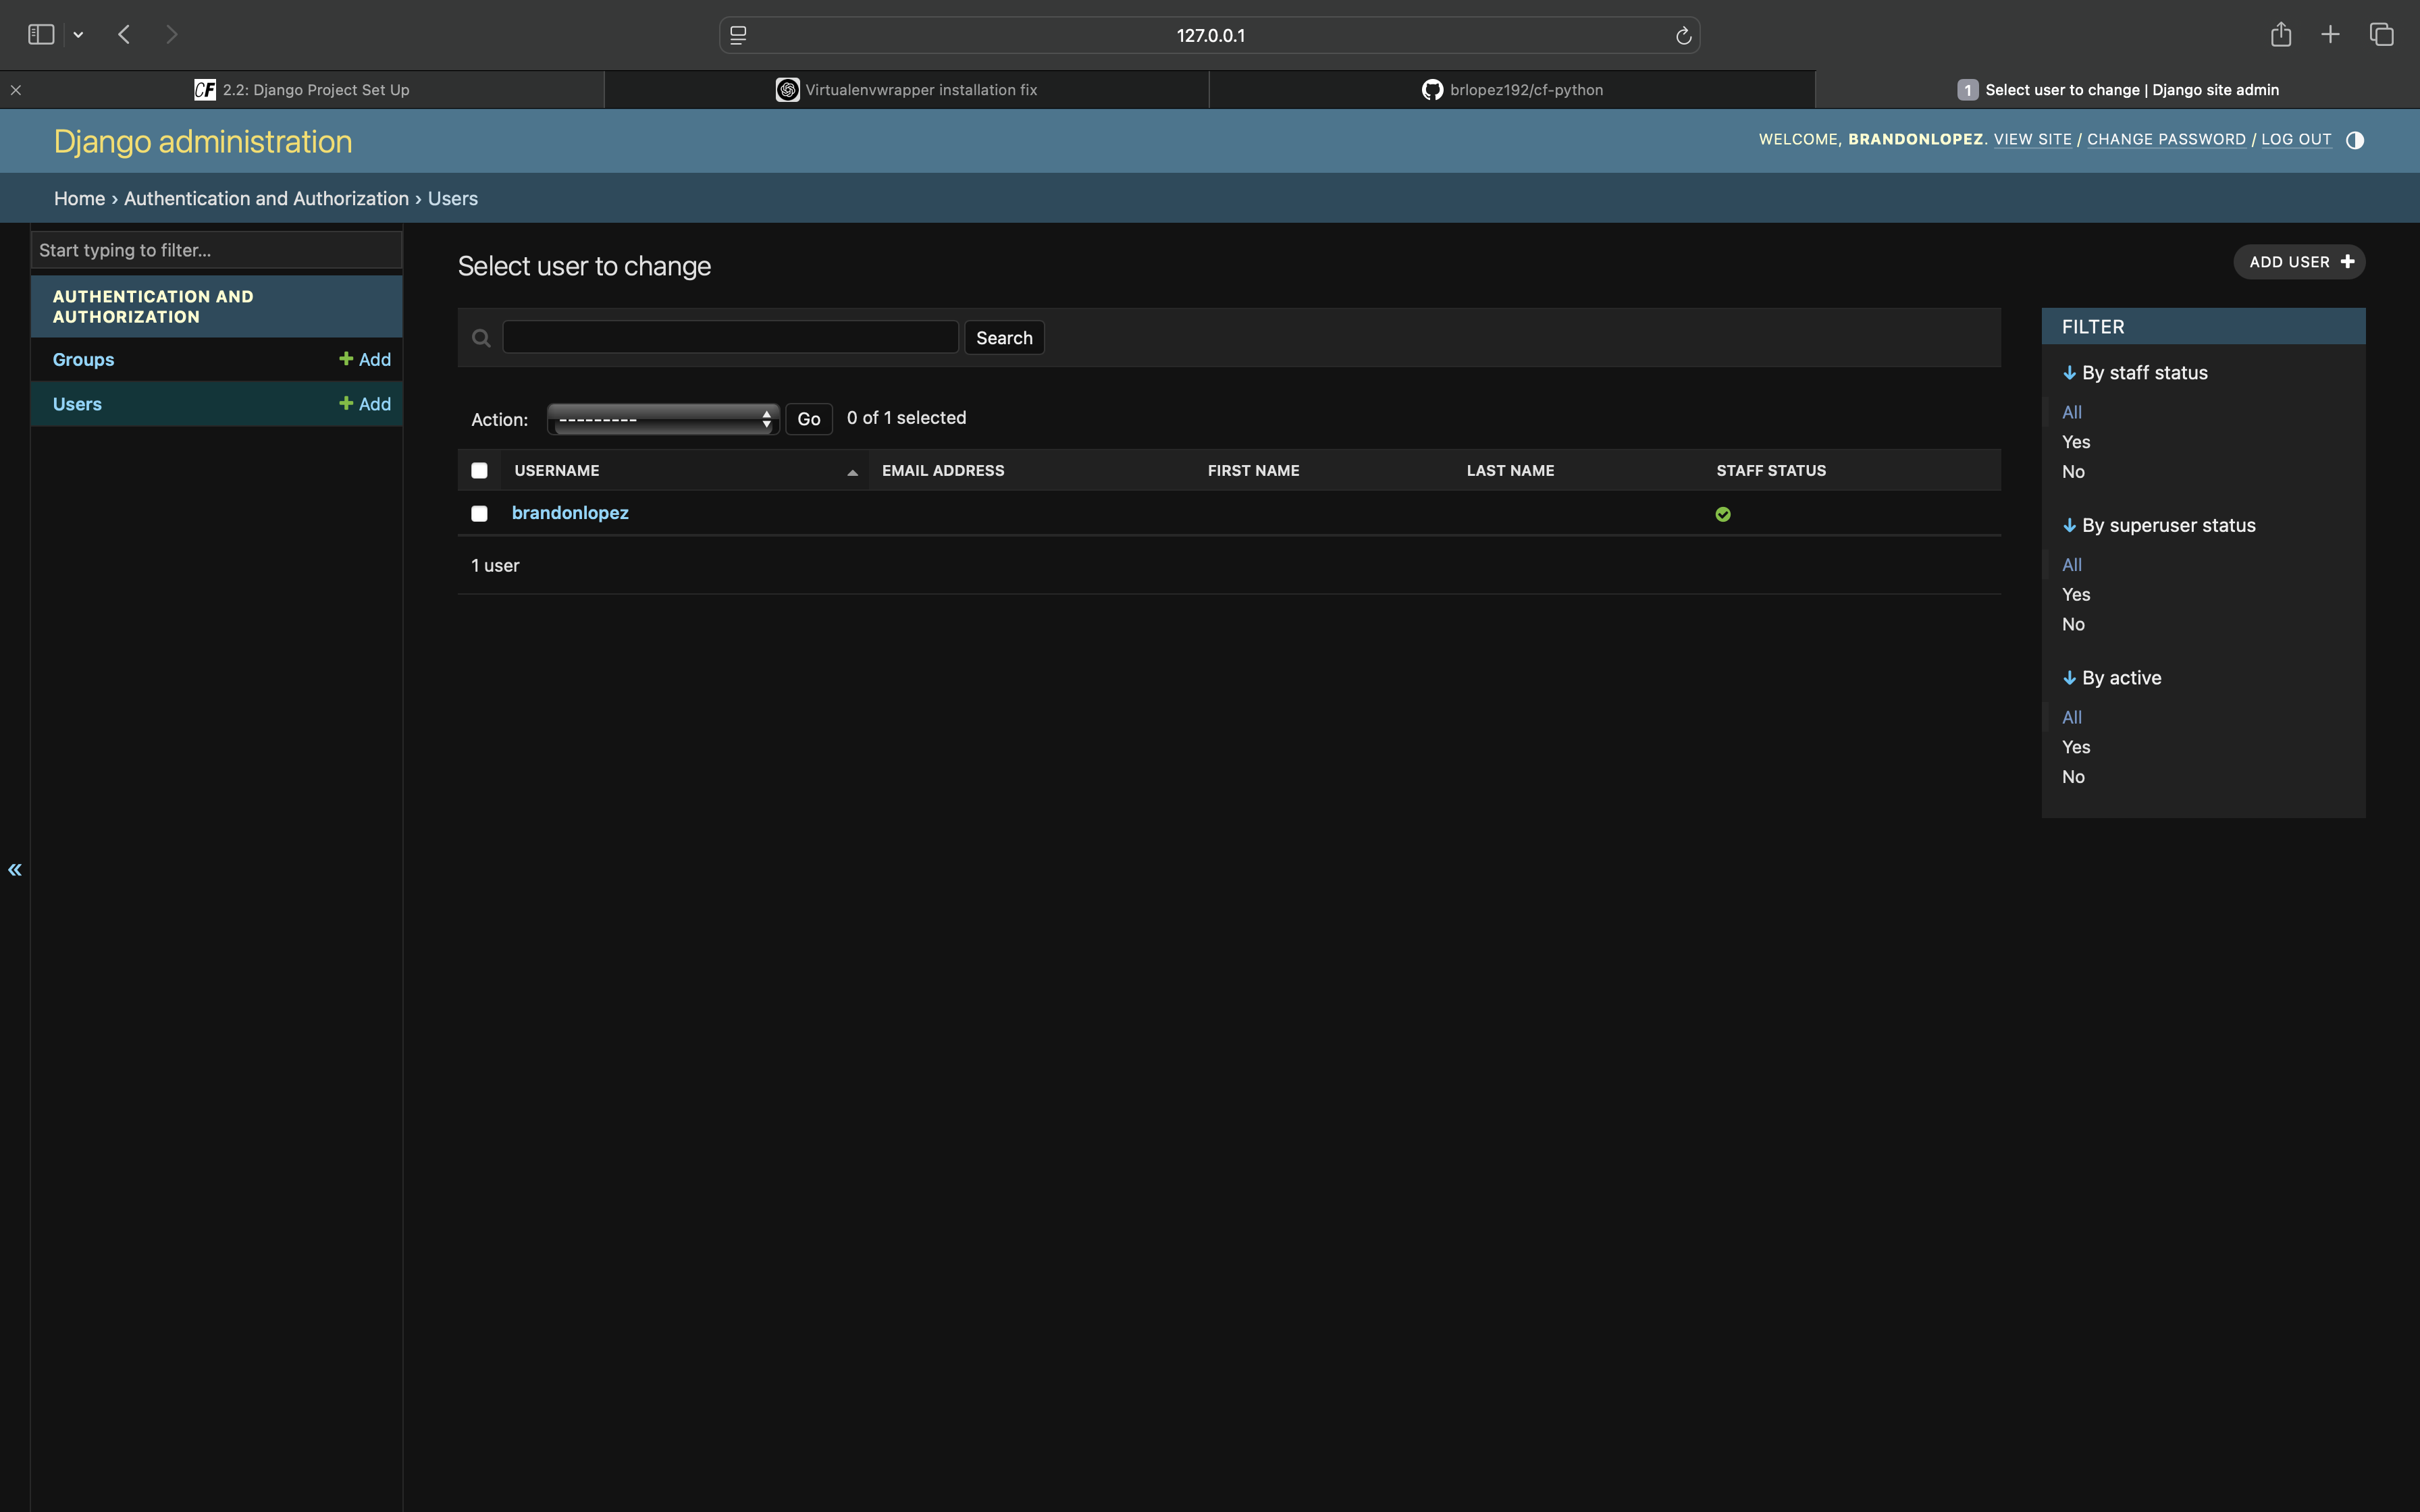 127.0.0.1
CF 2.2: Django Project Set Up
Virtualenvwrapper installation fix
brlopez192/cf-python
1 Select user to change | Django site admin
Django administration
WELCOME, BRANDONLOPEZ. VIEW SITE / CHANGE PASSWORD / LOG OUT
Home › Authentication and Authorization › Users
Start typing to filter...
AUTHENTICATION AND
AUTHORIZATION
Groups + Add
Users + Add
«
Select user to change
ADD USER +
Search
Action: --------- Go 0 of 1 selected
USERNAME EMAIL ADDRESS FIRST NAME LAST NAME STAFF STATUS
brandonlopez
1 user
FILTER
↓ By staff status
All
Yes
No
↓ By superuser status
All
Yes
No
↓ By active
All
Yes
No